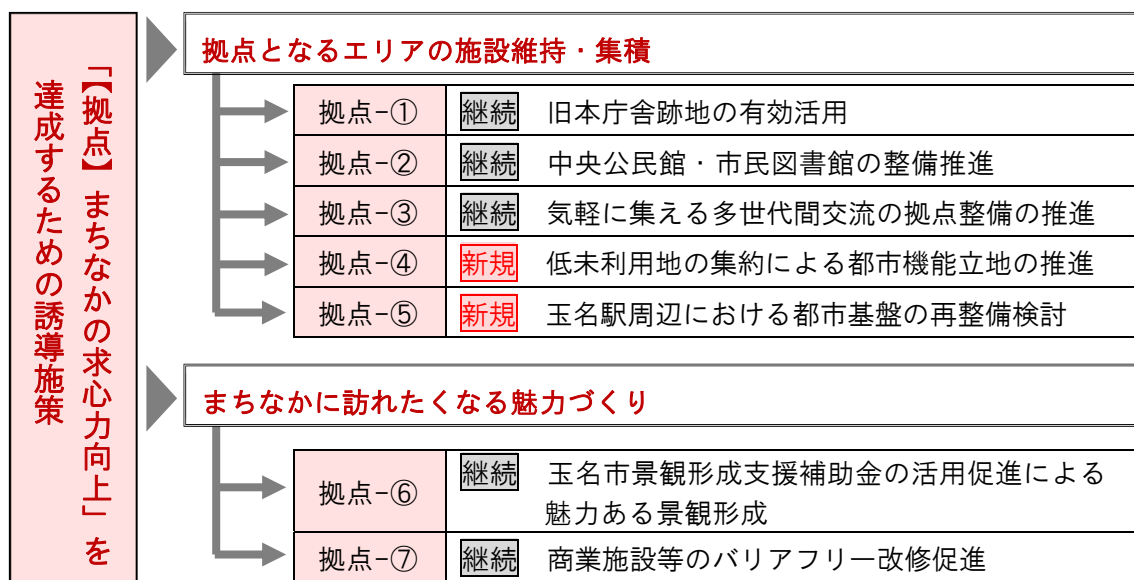 「【拠点】まちなかの求心力向上」を
達成するための誘導施策
拠点となるエリアの施設維持・集積
拠点-① 継続 旧本庁舎跡地の有効活用
拠点-② 継続 中央公民館・市民図書館の整備推進
拠点-③ 継続 気軽に集える多世代間交流の拠点整備の推進
拠点-④ 新規 低未利用地の集約による都市機能立地の推進
拠点-⑤ 新規 玉名駅周辺における都市基盤の再整備検討
まちなかに訪れたくなる魅力づくり
拠点-⑥ 継続 玉名市景観形成支援補助金の活用促進による
魅力ある景観形成
拠点-⑦ 継続 商業施設等のバリアフリー改修促進